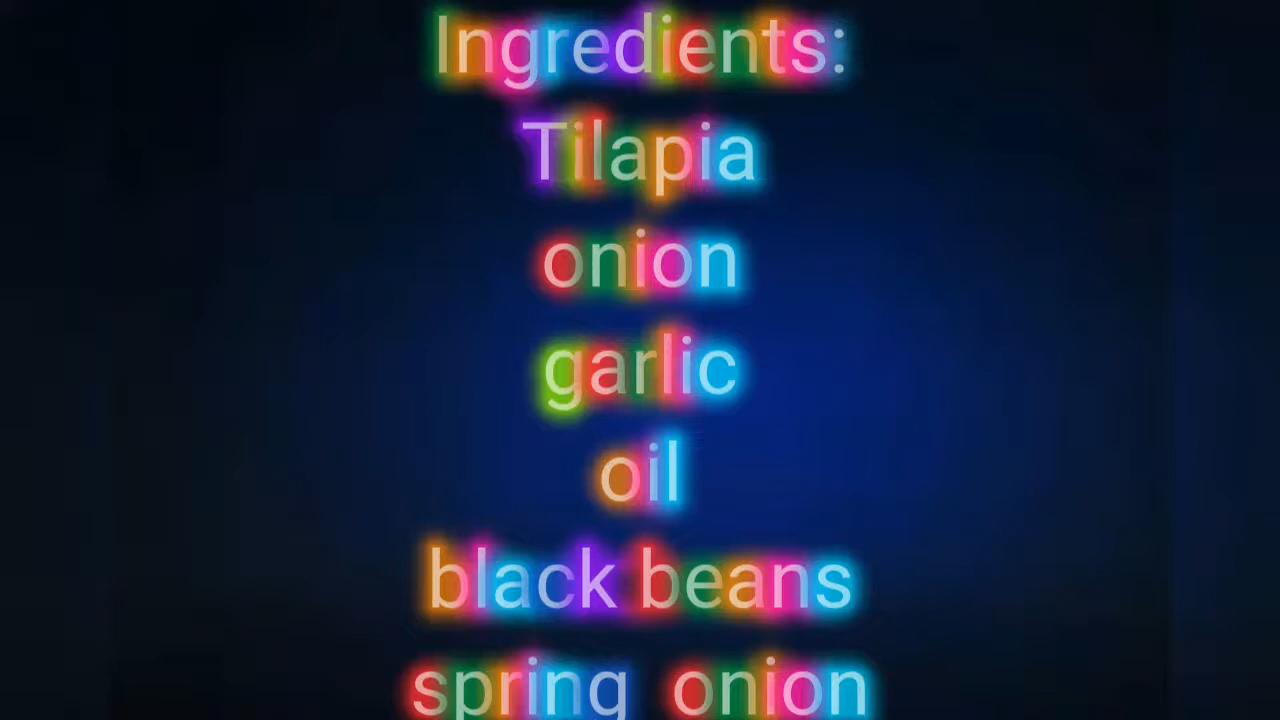 Ingredients:
Tilapia
onion
garlic
oil
black beans
spring onion